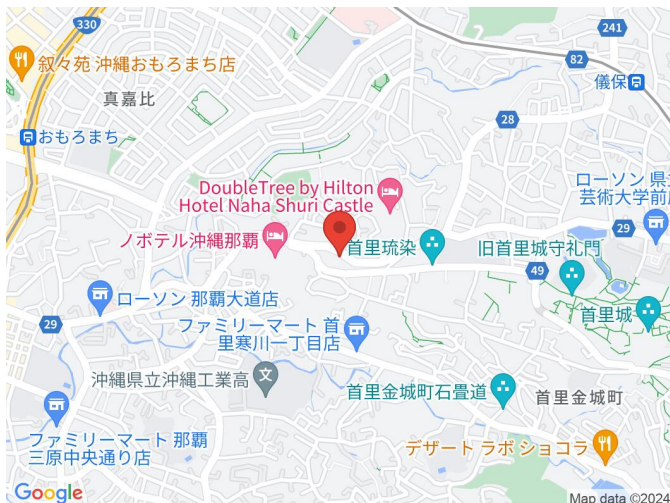 330
241
叙々苑 沖縄おもろまち店
82
真嘉比
儀保
28
おもろまち
DoubleTree by Hilton
Hotel Naha Shuri Castle
ローソン 県
芸術大学前
ノボテル沖縄那覇
首里琉染
29
旧首里城守礼門
49
ローソン 那覇大道店
首里城
29
ファミリーマート 首
里寒川一丁目店
沖縄県立沖縄工業高
文
首里金城町石畳道
首里金城町
ファミリーマート 那覇
三原中央通り店
デザート ラボ ショコラ
Google
Map data ©2024